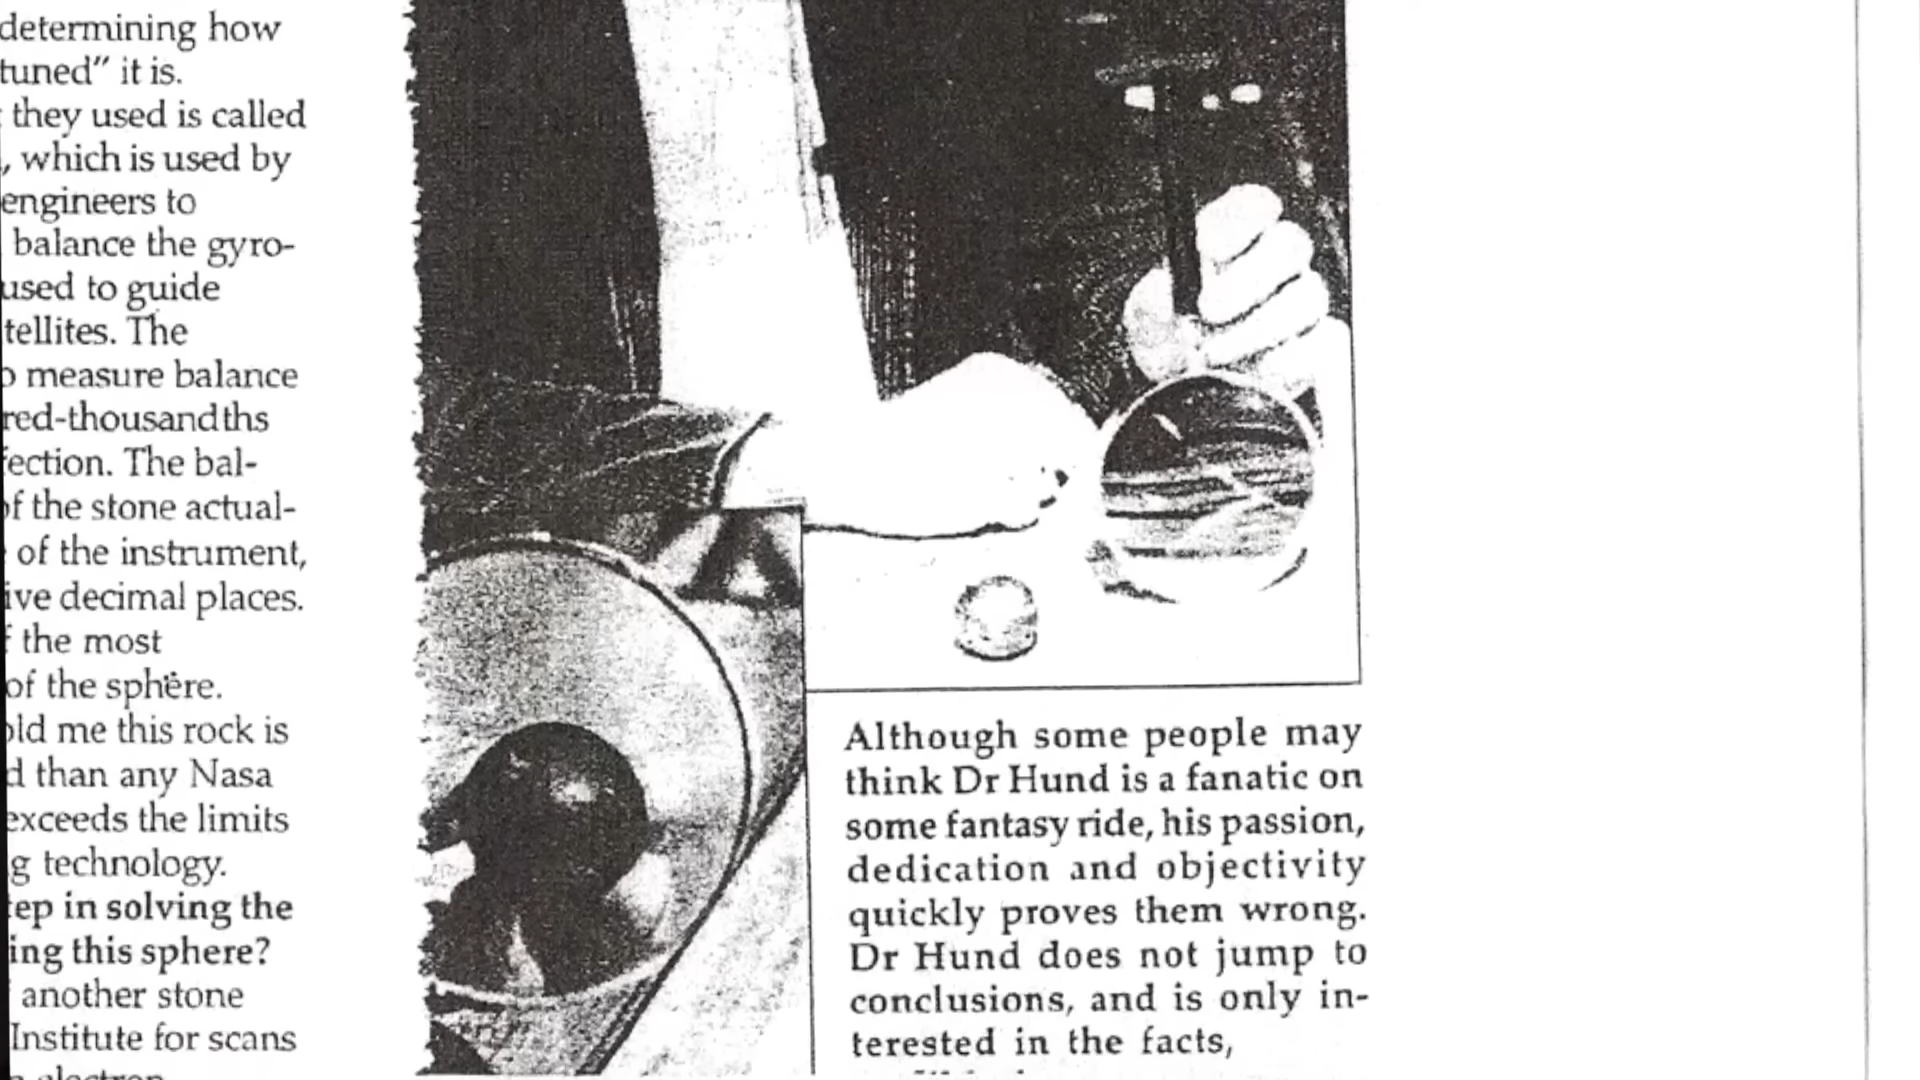 determining how
tuned" it is.
they used is called
, which is used by
engineers to
balance the gyro-
used to guide
tellites. The
measure balance
red-thousandths
ection. The bal-
of the stone actual-
of the instrument,
ive decimal places.
the most
of the sphere.
old me this rock is
d than any Nasa
exceeds the limits
g technology.
tep in solving the
ing this sphere?
another stone
Institute for scans
electron
Although some people may
think Dr Hund is a fanatic on
some fantasy ride, his passion,
dedication and objectivity
quickly proves them wrong.
Dr Hund does not jump to
conclusions, and is only in-
terested in the facts,